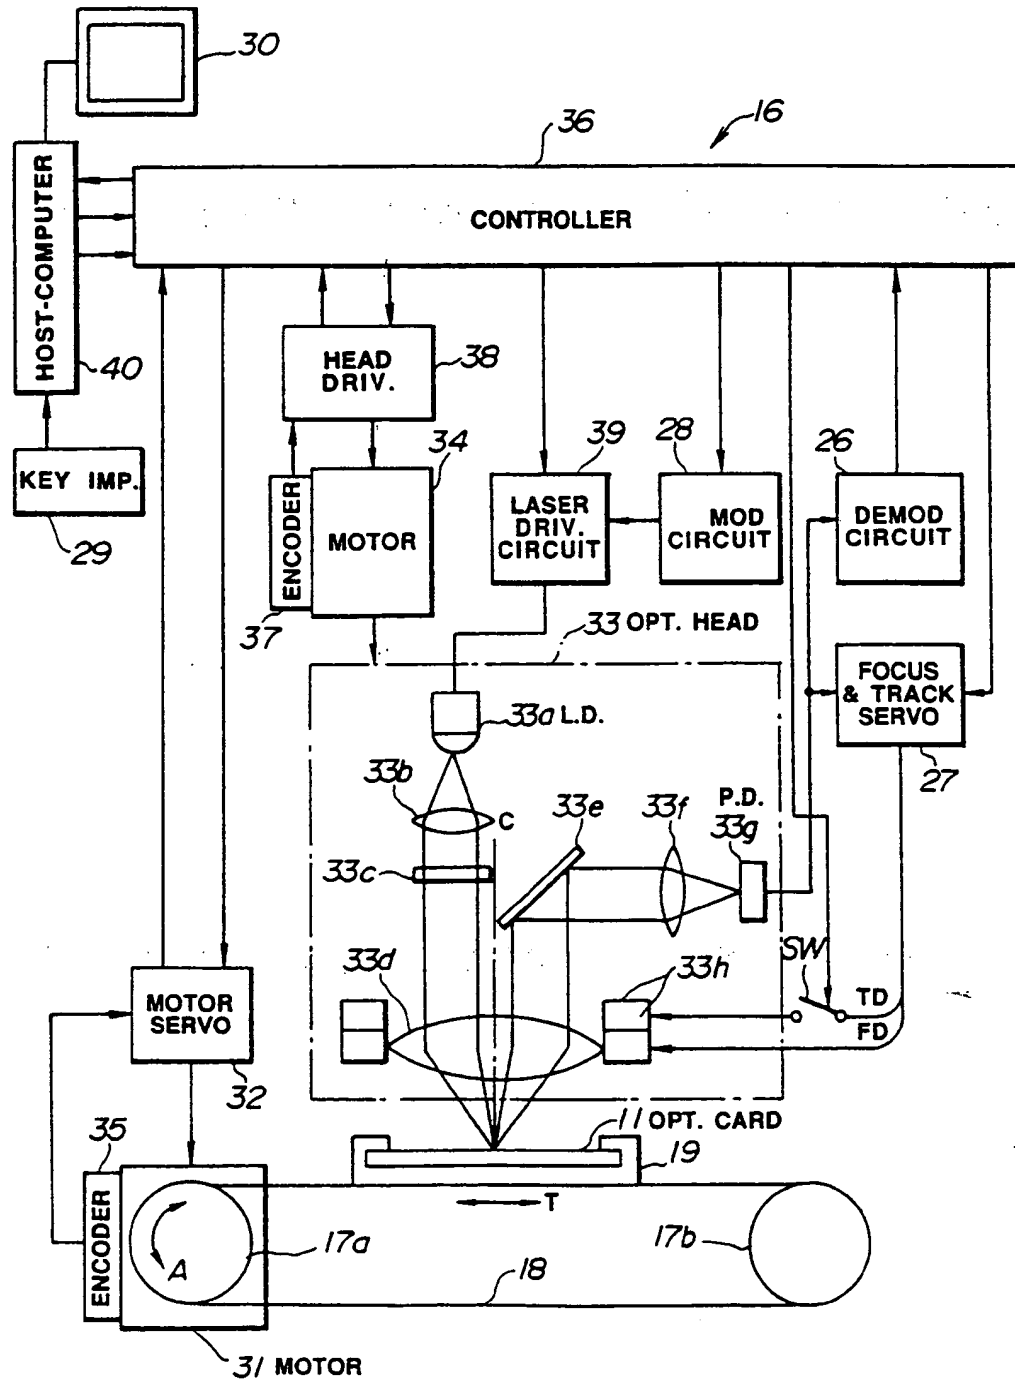 30
36
16
HOST-COMPUTER
CONTROLLER
40
HEAD
DRIV.
38
KEY IMP.
29
34
39
28
26
ENCODER
MOTOR
LASER
DRIV.
CIRCUIT
MOD
CIRCUIT
DEMOD
CIRCUIT
37
33 OPT. HEAD
FOCUS
& TRACK
SERVO
27
33a L.D.
33b
C
33e
33f
P.D.
33g
33c
33d
33h
SW
TD
FD
MOTOR
SERVO
32
11 OPT. CARD
35
19
ENCODER
T
17a
17b
A
18
31 MOTOR